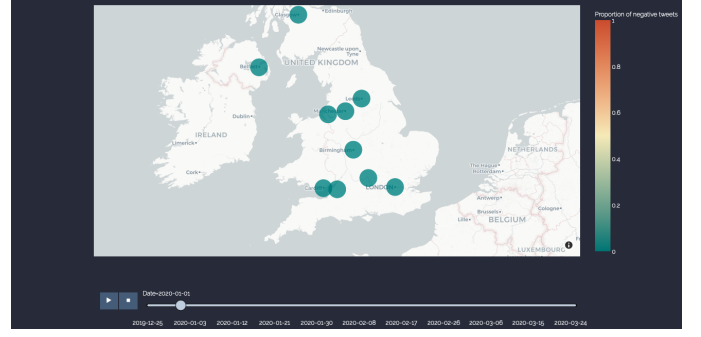 Proportion of negative tweets
1
0.8
0.6
0.4
0.2
0
Edinburgh
Newcastle upon
Tyne
UNITED KINGDOM
Dublin
IRELAND
Limerick
Cork
Birmingham
LONDON
The Hague
Rotterdam
NETHERLANDS
Antwerp
Brussels
Cologne
Lille
BELGIUM
LUXEMBOURG
Date=2020-01-01
2019-12-25 2020-01-03 2020-01-12 2020-01-21 2020-01-30 2020-02-08 2020-02-17 2020-02-26 2020-03-06 2020-03-15 2020-03-24